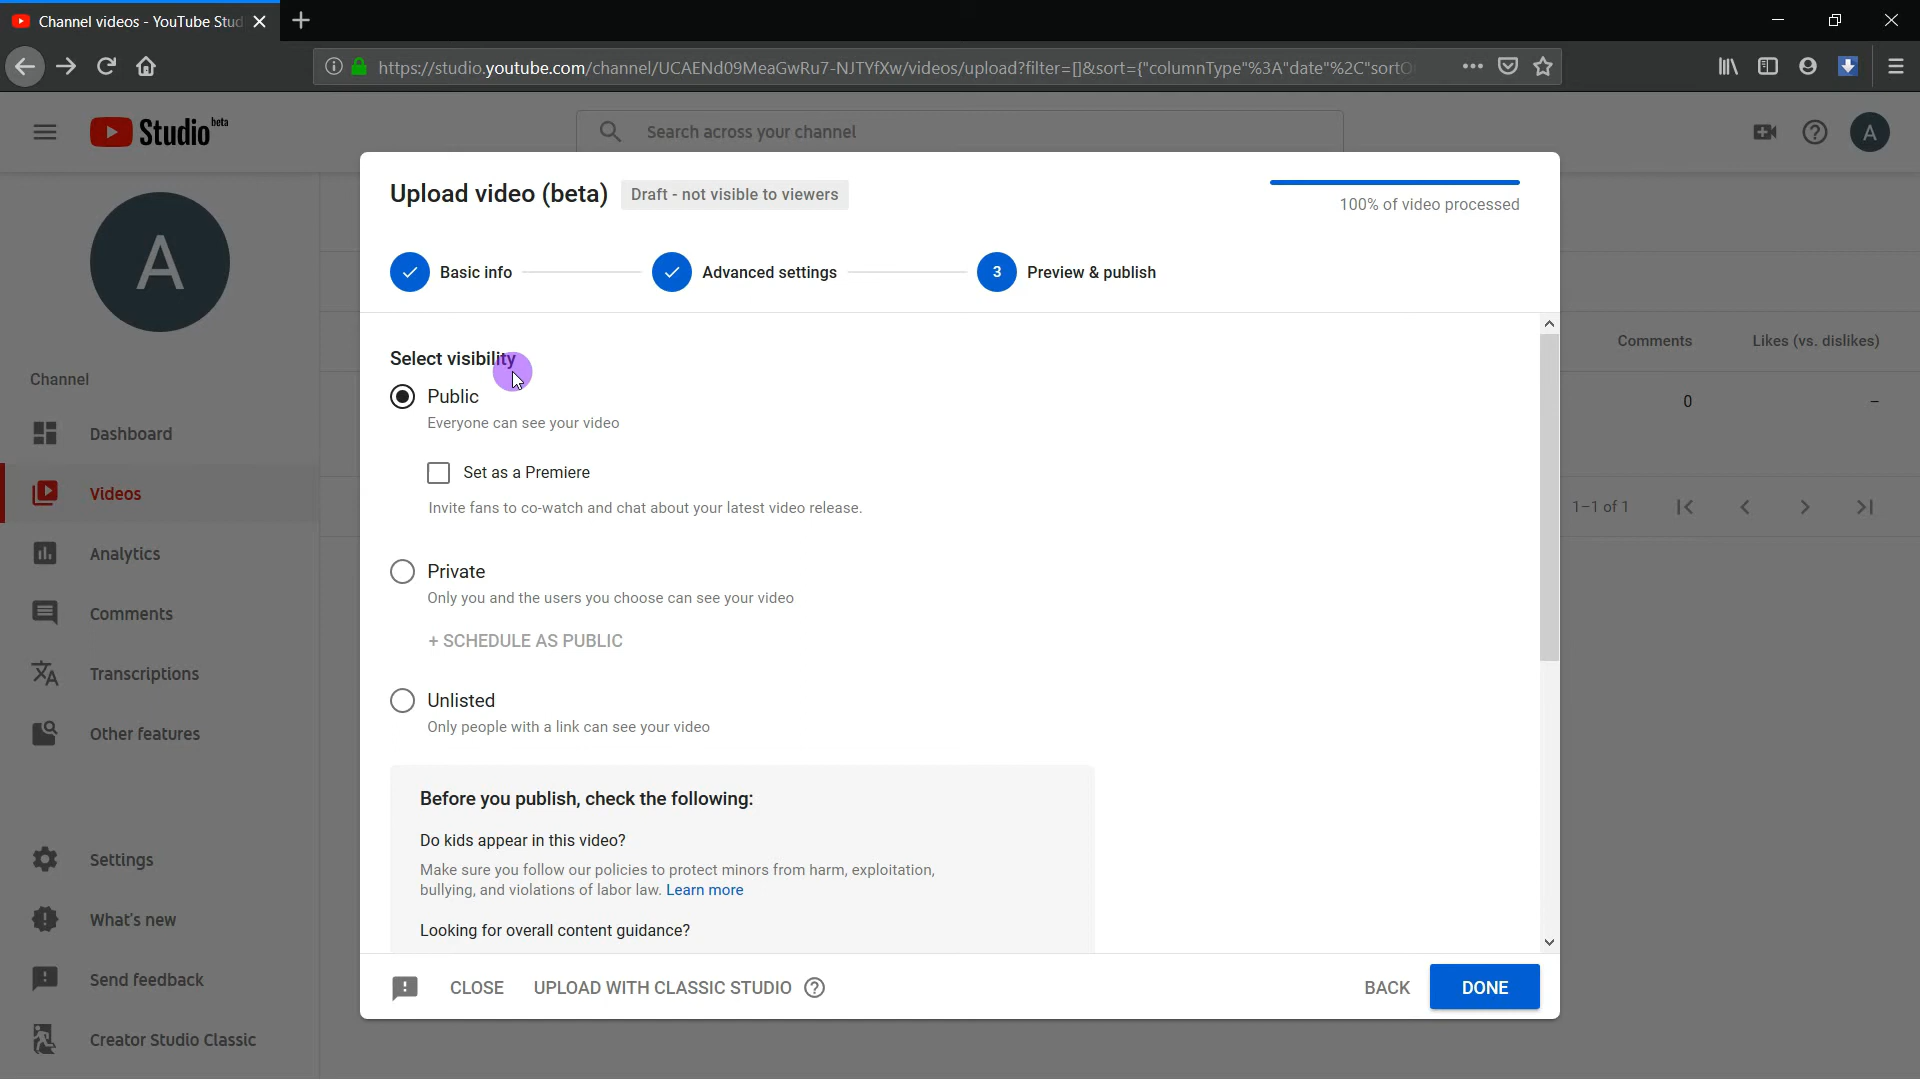 Channel videos - YouTube Stud
https://studio.youtube.com/channel/UCAENd09MeaGwRu7-NJTYfXw/videos/upload?filter=[]&sort={"columnType"%3A"date"%2C"sortO
Studio beta
Search across your channel
A
A
Channel
Dashboard
Videos
Analytics
Comments
Transcriptions
Other features
Settings
What's new
Send feedback
Creator Studio Classic
Upload video (beta)
Draft - not visible to viewers
100% of video processed
Basic info
Advanced settings
3 Preview & publish
Select visibility
Public
Everyone can see your video
Set as a Premiere
Invite fans to co-watch and chat about your latest video release.
Private
Only you and the users you choose can see your video
+ SCHEDULE AS PUBLIC
Unlisted
Only people with a link can see your video
Before you publish, check the following:
Do kids appear in this video?
Make sure you follow our policies to protect minors from harm, exploitation,
bullying, and violations of labor law. Learn more
Looking for overall content guidance?
CLOSE
UPLOAD WITH CLASSIC STUDIO
BACK
DONE
Comments
Likes (vs. dislikes)
0
–
1–1 of 1